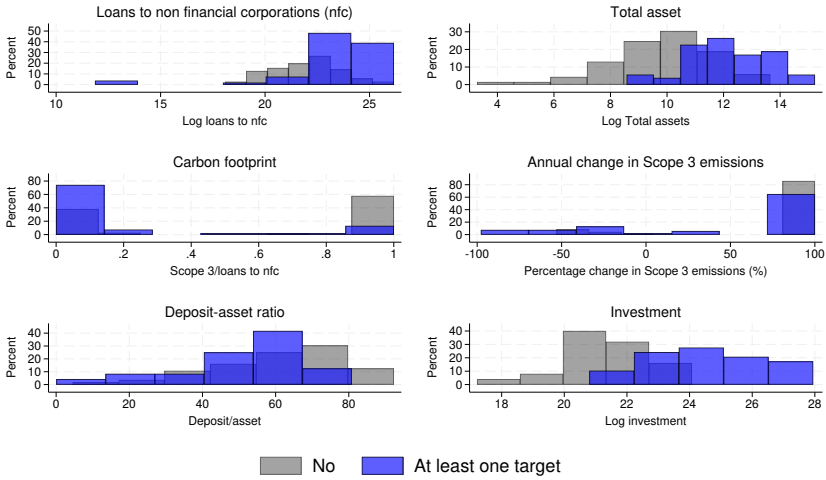 Loans to non financial corporations (nfc)
Percent
50
40
30
20
10
0
10 15 20 25
Log loans to nfc
Total asset
Percent
30
20
10
0
4 6 8 10 12 14
Log Total assets
Carbon footprint
Percent
80
60
40
20
0
0 .2 .4 .6 .8 1
Scope 3/loans to nfc
Annual change in Scope 3 emissions
Percent
80
60
40
20
0
-100 -50 0 50 100
Percentage change in Scope 3 emissions (%)
Deposit-asset ratio
Percent
40
30
20
10
0
0 20 40 60 80
Deposit/asset
Investment
Percent
40
30
20
10
0
18 20 22 24 26 28
Log investment
No At least one target